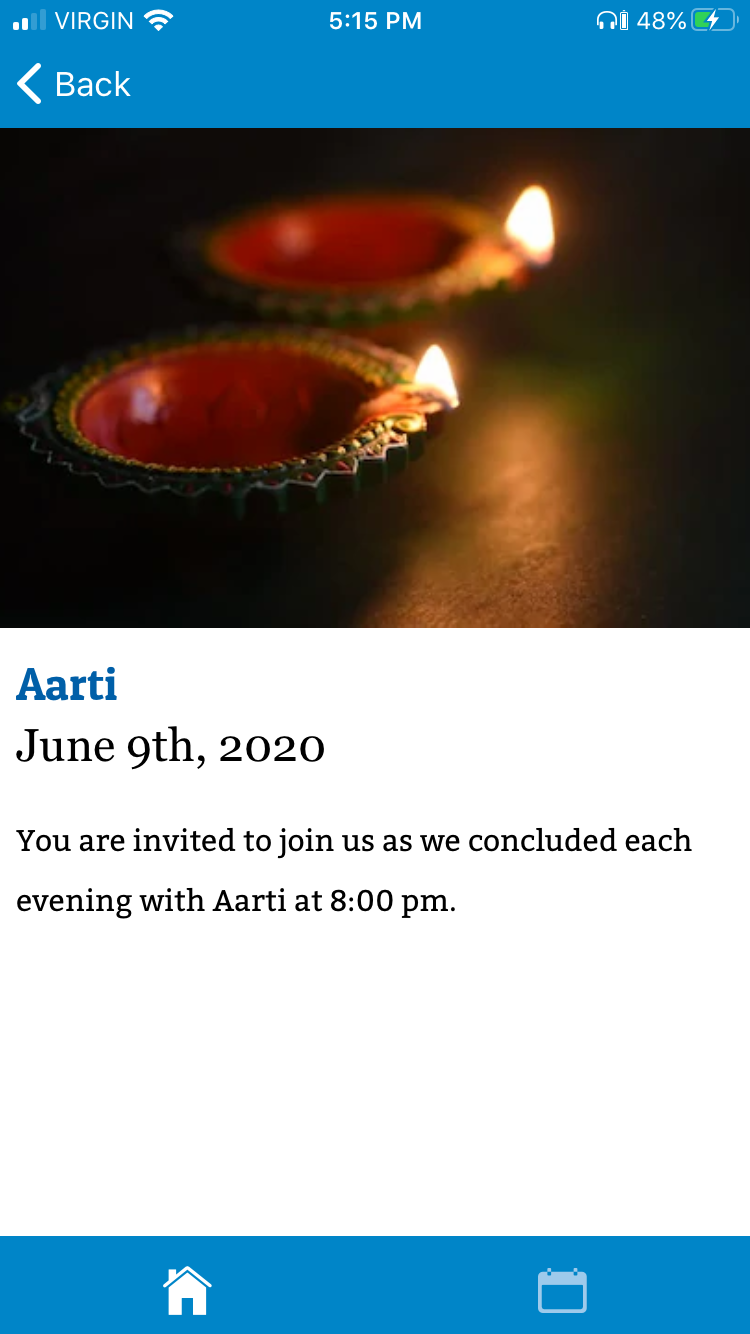 VIRGIN 5:15 PM 48%
Back
Aarti
June 9th, 2020
You are invited to join us as we concluded each
evening with Aarti at 8:00 pm.